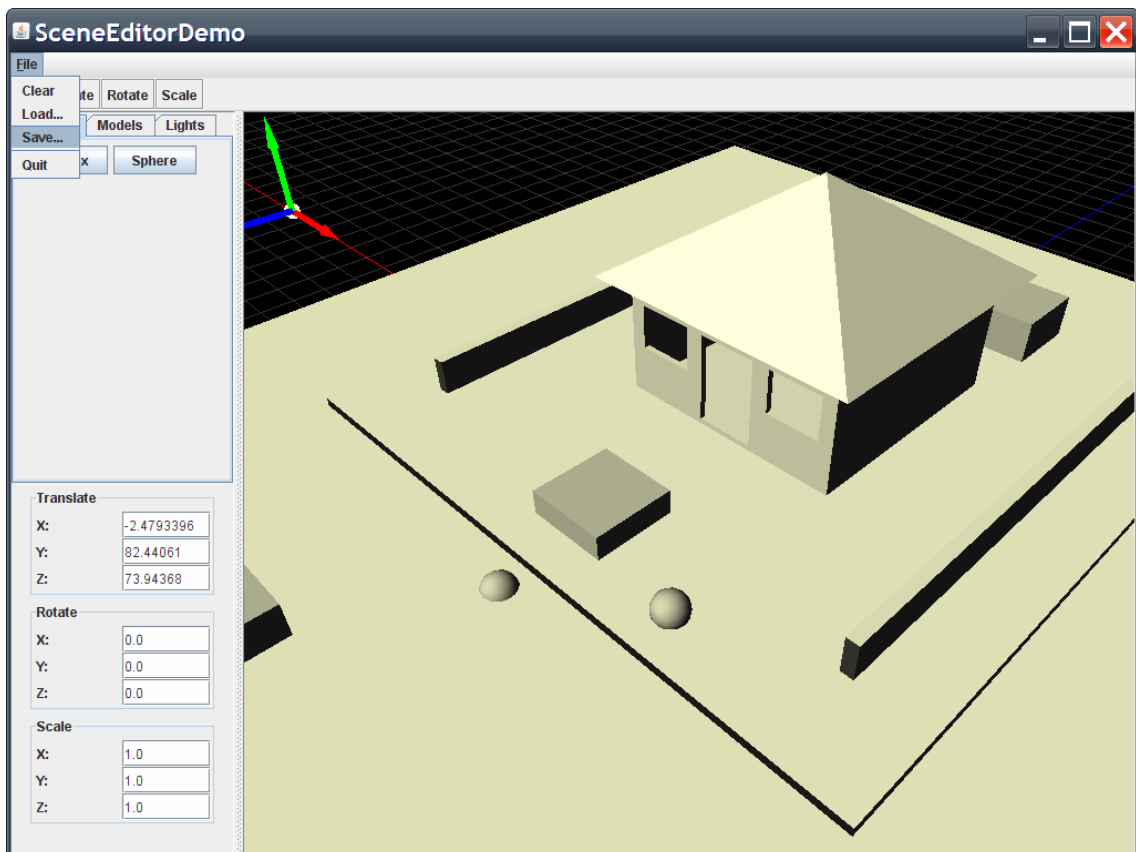 SceneEditorDemo
File
Clear
Load...
Save...
Quit
Rotate Scale
Models Lights
Sphere
Translate
X: -2.4793396
Y: 82.44061
Z: 73.94368
Rotate
X: 0.0
Y: 0.0
Z: 0.0
Scale
X: 1.0
Y: 1.0
Z: 1.0